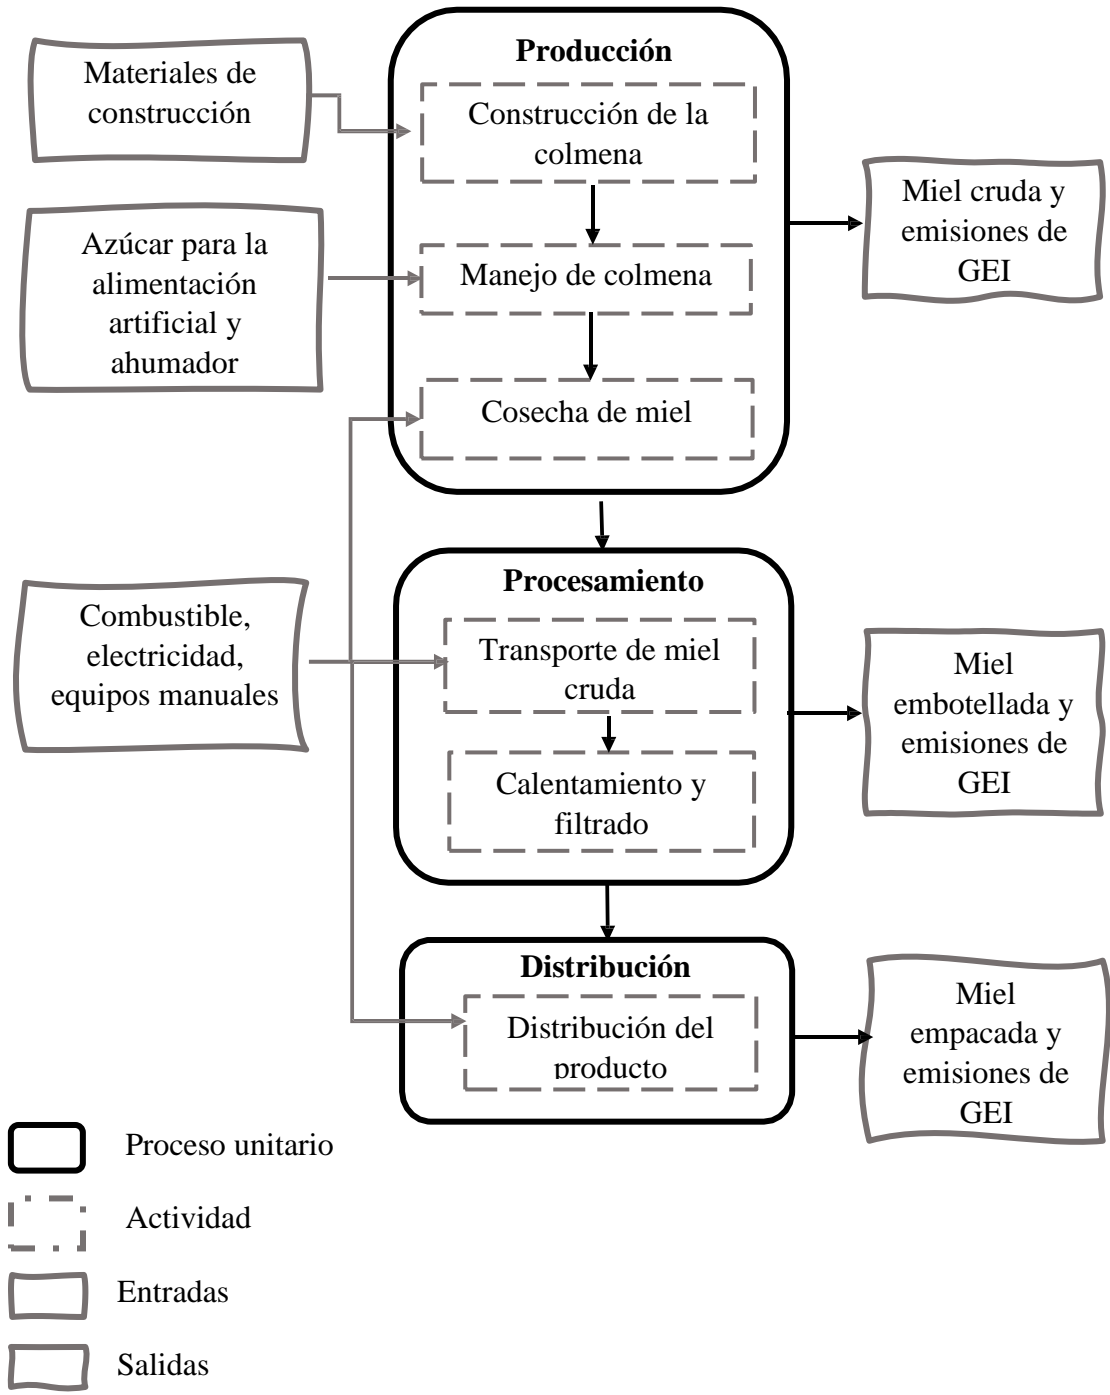 Producción
Materiales de
construcción
Construcción de la
colmena
Miel cruda y
emisiones de
GEI
Azúcar para la
alimentación
artificial y
ahumador
Manejo de colmena
Cosecha de miel
Procesamiento
Combustible,
electricidad,
equipos manuales
Transporte de miel
cruda
Miel
embotellada y
emisiones de
GEI
Calentamiento y
filtrado
Distribución
Distribución del
producto
Miel
empacada y
emisiones de
GEI
Proceso unitario
Actividad
Entradas
Salidas